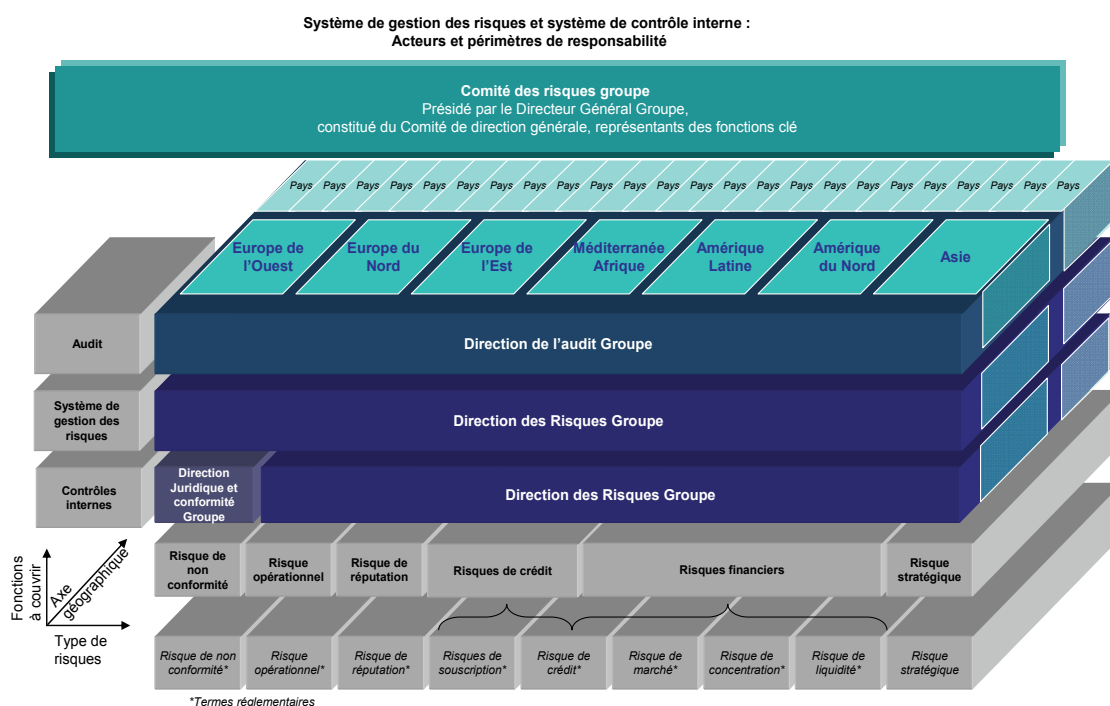 Système de gestion des risques et système de contrôle interne :
Acteurs et périmètres de responsabilité
Comité des risques groupe
Présidé par le Directeur Général Groupe,
constitué du Comité de direction générale, représentants des fonctions clé
Pays Pays Pays Pays Pays Pays Pays Pays Pays Pays Pays Pays Pays Pays Pays Pays Pays Pays Pays Pays Pays Pays Pays Pays
Europe de
l'Ouest
Europe du
Nord
Europe de
l'Est
Méditerranée
Afrique
Amérique
Latine
Amérique
du Nord
Asie
Audit
Direction de l'audit Groupe
Système de
gestion des
risques
Direction des Risques Groupe
Contrôles
internes
Direction
Juridique et
conformité
Groupe
Direction des Risques Groupe
Fonctions
à couvrir
Axe
géographique
Type de
risques
Risque de
non
conformité
Risque
opérationnel
Risque de
réputation
Risques de crédit
Risques financiers
Risque
stratégique
Risque de non
conformité*
Risque
opérationnel*
Risque de
réputation*
Risques de
souscription*
Risque de
crédit*
Risque de
marché*
Risque de
concentration*
Risque de
liquidité*
Risque
stratégique
*Termes réglementaires